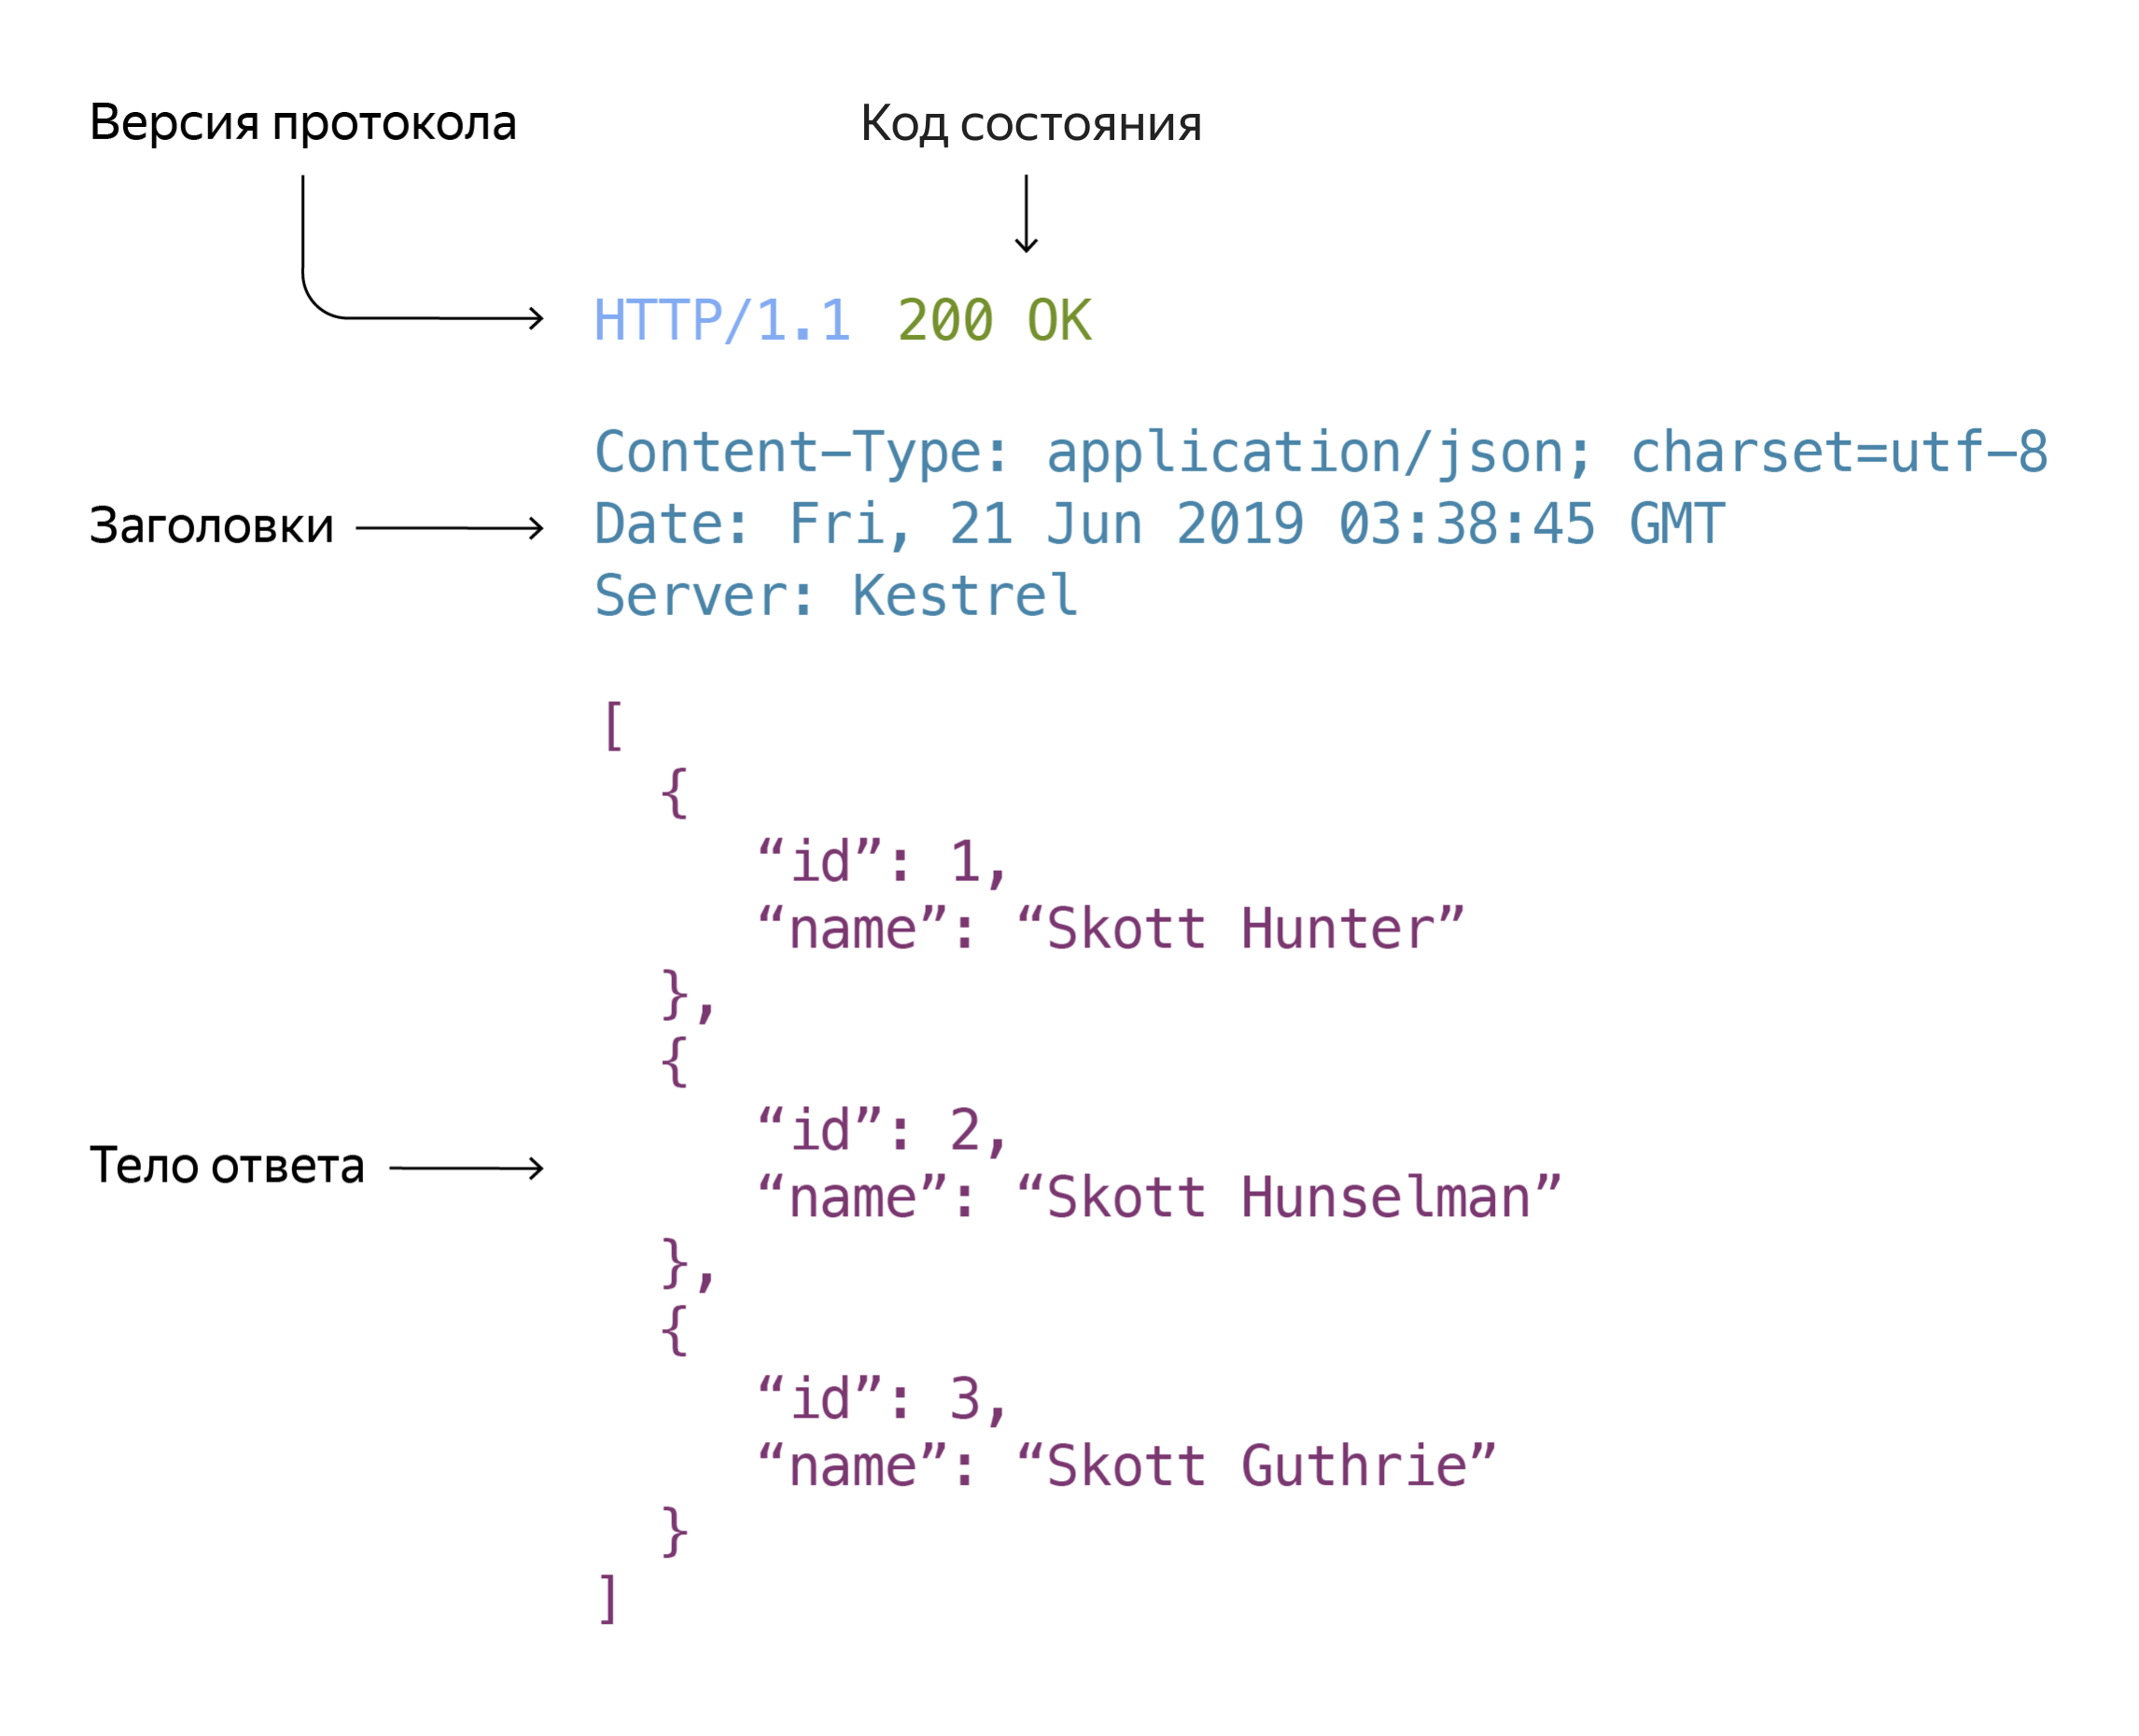 Версия протокола
Код состояния
HTTP/1.1 200 OK
Content-Type: application/json; charset=utf-8
Заголовки
Date: Fri, 21 Jun 2019 03:38:45 GMT
Server: Kestrel
[
{
“id”: 1,
“name”: “Skott Hunter”
},
{
“id”: 2,
Тело ответа
“name”: “Skott Hunselman”
},
{
“id”: 3,
“name”: “Skott Guthrie”
}
]